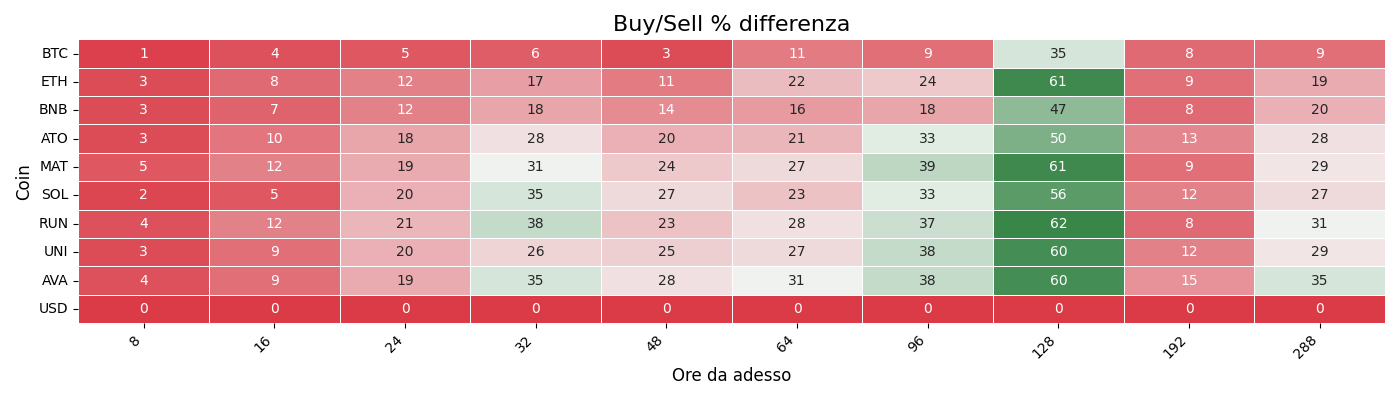 Buy/Sell % differenza
Coin
BTC 1 4 5 6 3 11 9 35 8 9
ETH 3 8 12 17 11 22 24 61 9 19
BNB 3 7 12 18 14 16 18 47 8 20
ATO 3 10 18 28 20 21 33 50 13 28
MAT 5 12 19 31 24 27 39 61 9 29
SOL 2 5 20 35 27 23 33 56 12 27
RUN 4 12 21 38 23 28 37 62 8 31
UNI 3 9 20 26 25 27 38 60 12 29
AVA 4 9 19 35 28 31 38 60 15 35
USD 0 0 0 0 0 0 0 0 0 0
8 16 24 32 48 64 96 128 192 288
Ore da adesso